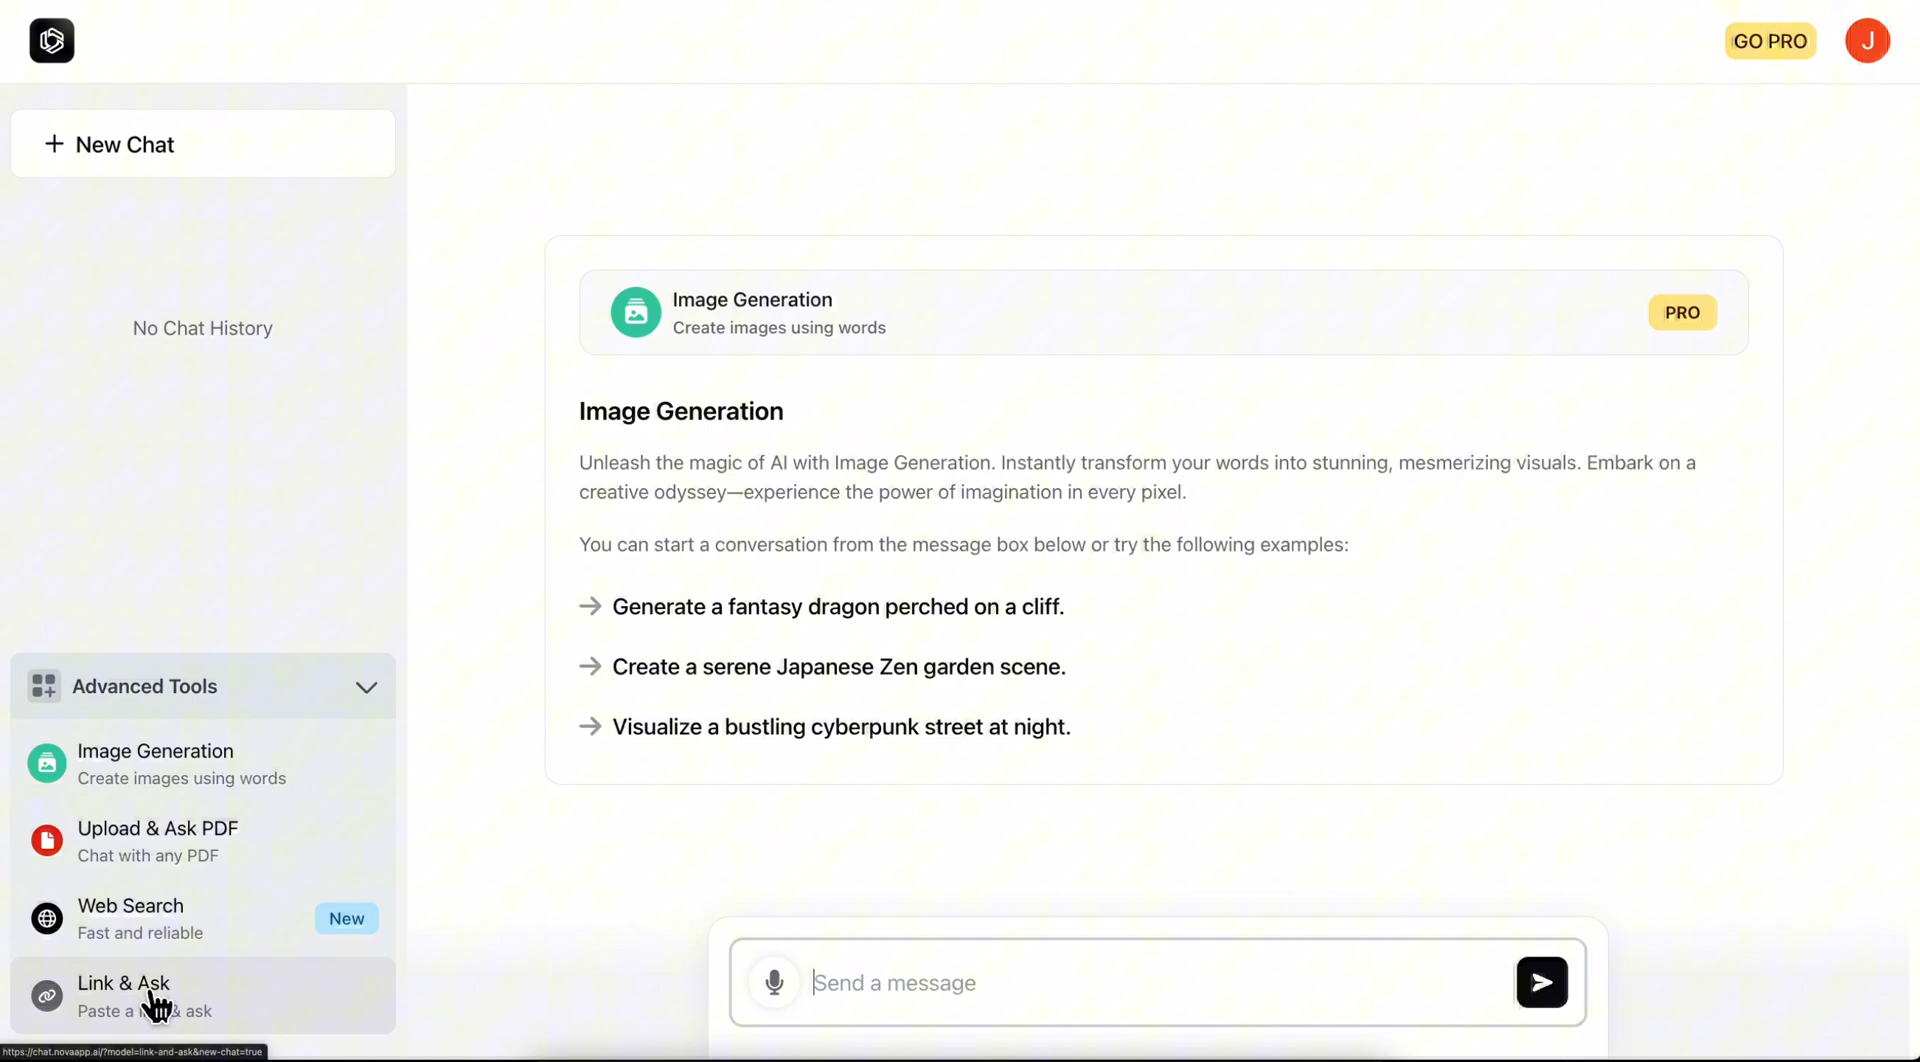 GO PRO
J
+ New Chat
No Chat History
Image Generation
Create images using words
PRO
Image Generation
Unleash the magic of AI with Image Generation. Instantly transform your words into stunning, mesmerizing visuals. Embark on a
creative odyssey—experience the power of imagination in every pixel.
You can start a conversation from the message box below or try the following examples:
→ Generate a fantasy dragon perched on a cliff.
→ Create a serene Japanese Zen garden scene.
→ Visualize a bustling cyberpunk street at night.
Advanced Tools
Image Generation
Create images using words
Upload & Ask PDF
Chat with any PDF
Web Search
Fast and reliable
New
Link & Ask
Paste a & ask
Send a message
https://chat.novaapp.ai/?model=link-and-ask&new-chat=true